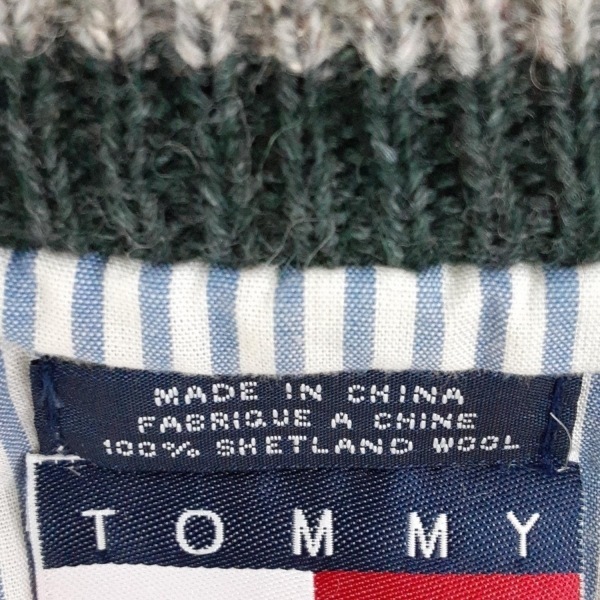 MADE IN CHINA
FABRIQUE A CHINE
100% SHETLAND WOOL
TOMMY